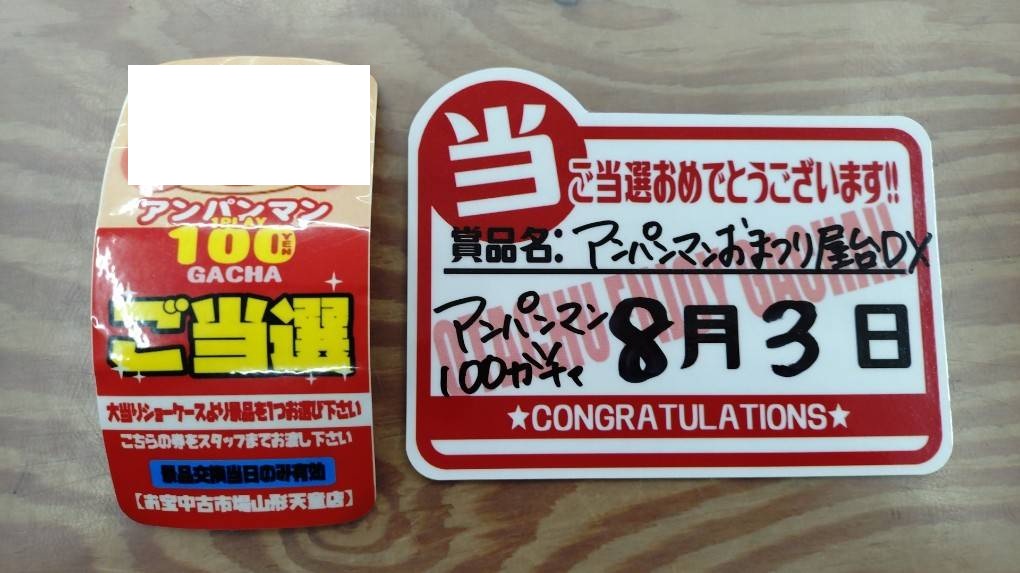 アンパンマン
1PLAY
100YEN
GACHA
ご当選
大当りショーケースより景品を1つお選び下さい
こちらの券をスタッフまでお渡し下さい
景品交換当日のみ有効
【お宝中古市場山形天童店】
当
ご当選おめでとうございます!!
賞品名:アンパンマンおまつり屋台DX
アンパンマン
100ガチャ
8月3日
★CONGRATULATIONS★